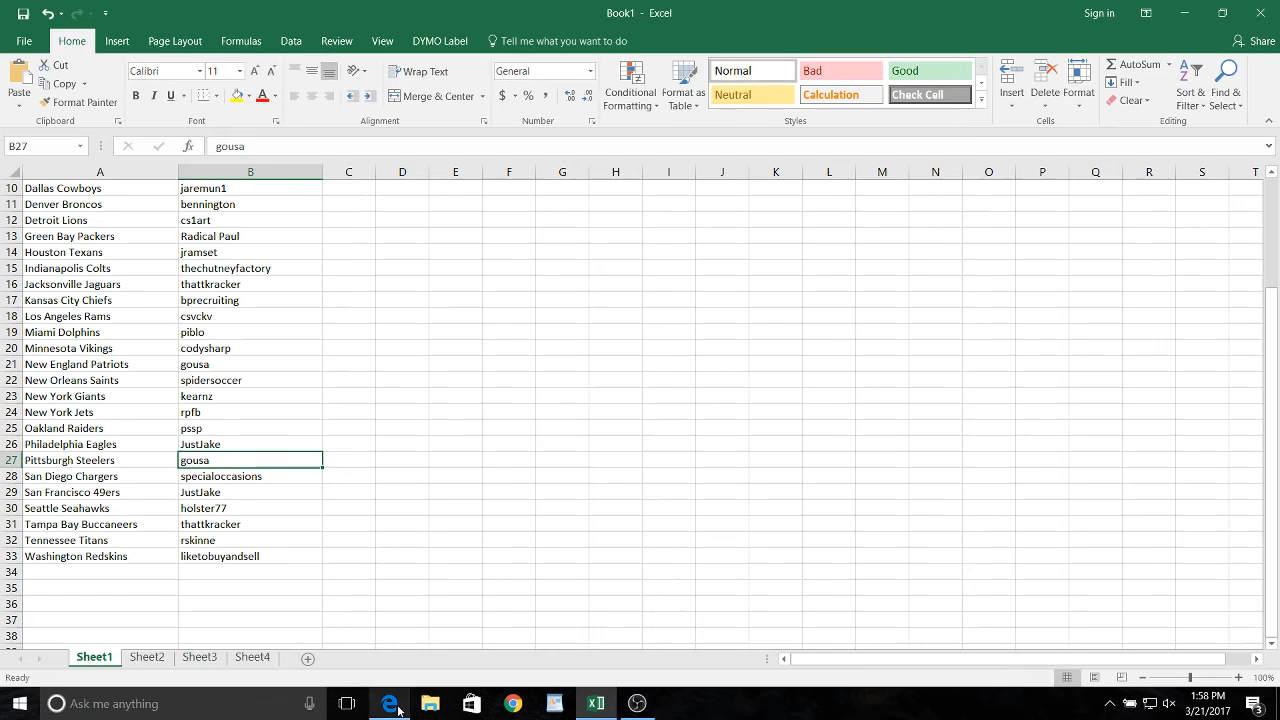 Book1 - Excel
Sign in
File Home Insert Page Layout Formulas Data Review View DYMO Label Tell me what you want to do Share
Paste Cut Copy Format Painter Clipboard
Calibri 11 A A B I U A Font
Wrap Text Merge & Center Alignment
General $ % , Number
Conditional Formatting Format as Table Normal Bad Good Neutral Calculation Check Cell Styles
Insert Delete Format Cells
AutoSum Fill Clear Sort & Filter Find & Select Editing
B27 fx gousa
A B C D E F G H I J K L M N O P Q R S T
10 Dallas Cowboys jaremun1
11 Denver Broncos bennington
12 Detroit Lions cs1art
13 Green Bay Packers Radical Paul
14 Houston Texans jramset
15 Indianapolis Colts thechutneyfactory
16 Jacksonville Jaguars thattkracker
17 Kansas City Chiefs bprecruiting
18 Los Angeles Rams csvckv
19 Miami Dolphins piblo
20 Minnesota Vikings codysharp
21 New England Patriots gousa
22 New Orleans Saints spidersoccer
23 New York Giants kearnz
24 New York Jets rpfb
25 Oakland Raiders pssp
26 Philadelphia Eagles JustJake
27 Pittsburgh Steelers gousa
28 San Diego Chargers specialoccasions
29 San Francisco 49ers JustJake
30 Seattle Seahawks holster77
31 Tampa Bay Buccaneers thattkracker
32 Tennessee Titans rskinne
33 Washington Redskins liketobuyandsell
34
35
36
37
38
Sheet1 Sheet2 Sheet3 Sheet4
Ready 100%
Ask me anything
1:58 PM
3/21/2017
3